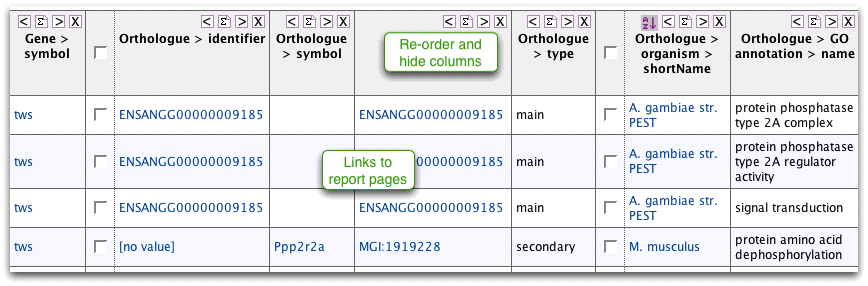 < Σ > X < Σ > X < Σ > X < Σ > X < Σ > X A Z < Σ > X < Σ > X
Gene > symbol
Orthologue > identifier
Orthologue > symbol
Re-order and hide columns
Orthologue > type
Orthologue > organism > shortName
Orthologue > GO annotation > name
tws ENSANGG00000009185 ENSANGG00000009185 main A. gambiae str. PEST protein phosphatase type 2A complex
tws ENSANGG00000009185 00009185 main A. gambiae str. PEST protein phosphatase type 2A regulator activity
Links to report pages
tws ENSANGG00000009185 ENSANGG00000009185 main A. gambiae str. PEST signal transduction
tws [no value] Ppp2r2a MGI:1919228 secondary M. musculus protein amino acid dephosphorylation